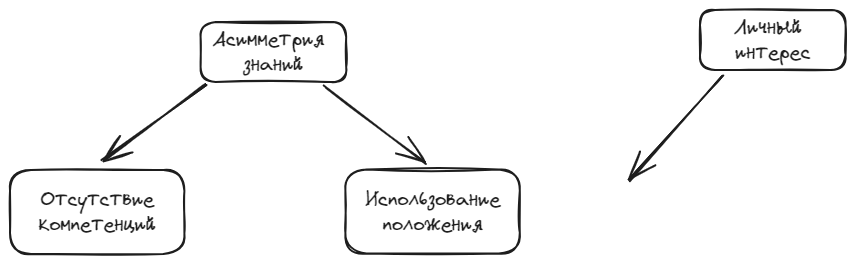 Асимметрия
знаний
Личный
интерес
Отсутствие
компетенций
Использование
положения